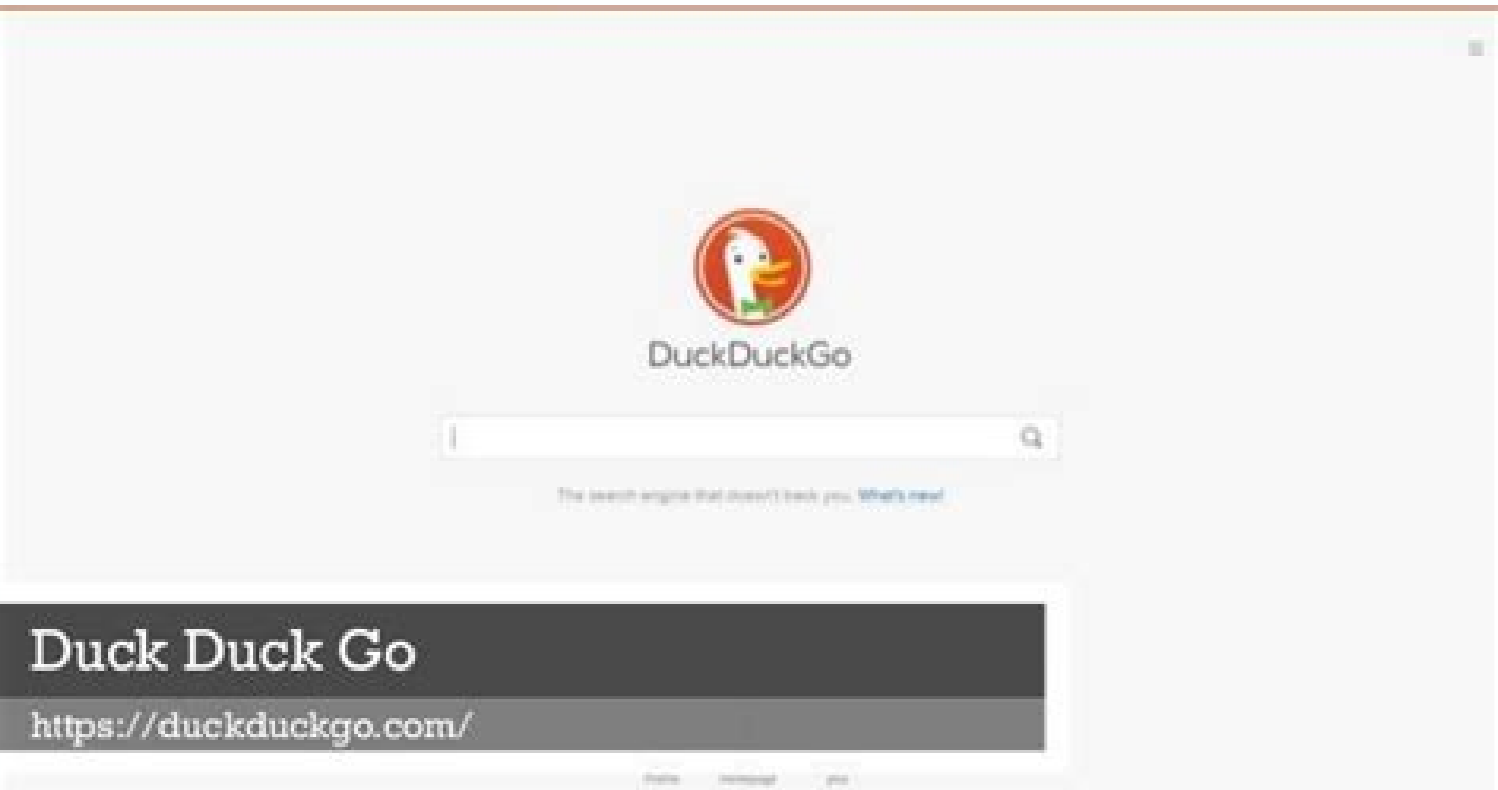 DuckDuckGo
The search engine that doesn't track you. What's new!
Duck Duck Go
https://duckduckgo.com/